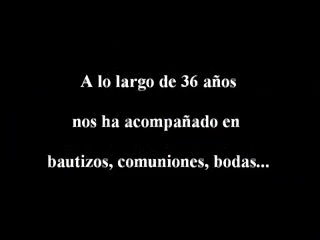 A lo largo de 36 años
nos ha acompañado en
bautizos, comuniones, bodas...